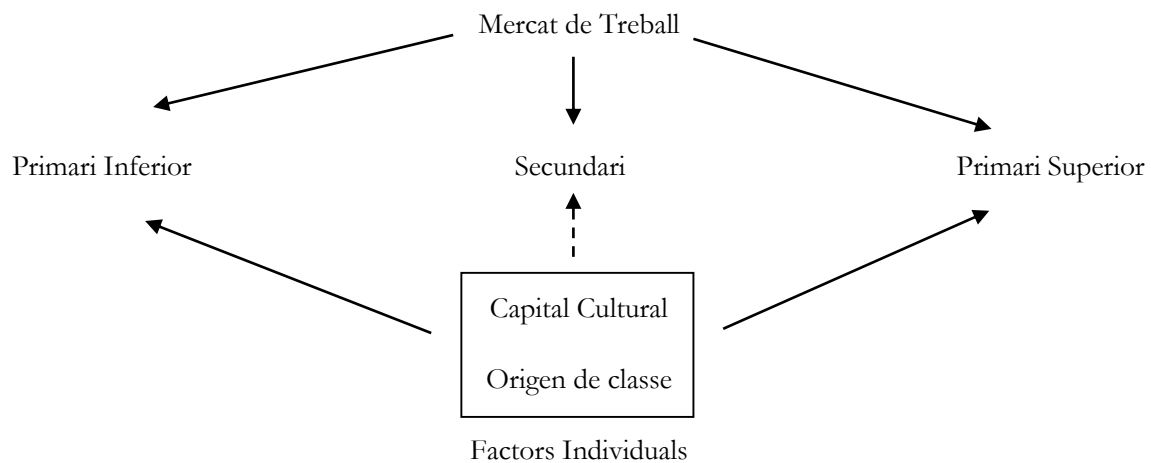 Mercat de Treball
Primari Inferior
Secundari
Primari Superior
Capital Cultural
Origen de classe
Factors Individuals